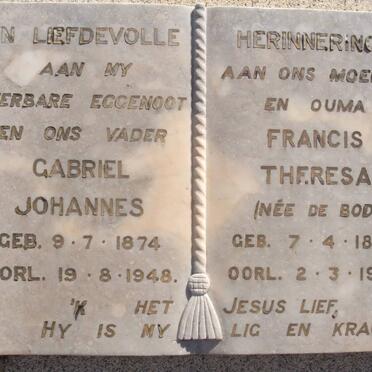 N LIEFDEVOLLE
AAN MY
ERBARE EGGENOOT
EN ONS VADER
GABRIEL
JOHANNES
GEB. 9·7·1874
OORL. 19·8·1948.
HERINNERING
AAN ONS MOE
EN OUMA
FRANCIS
THERESA
(NÉE DE BOD
GEB. 7·4·18
OORL. 2·3·19
'K HET JESUS LIEF,
HY IS MY LIG EN KRA